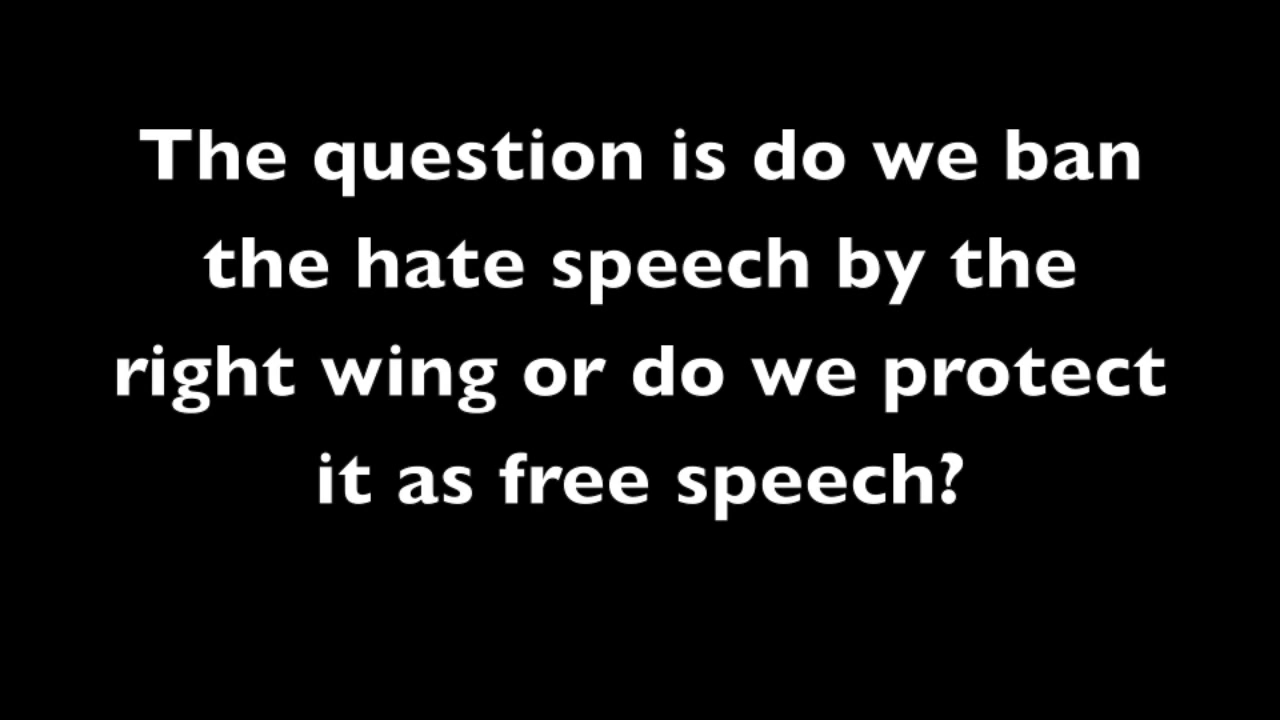 The question is do we ban
the hate speech by the
right wing or do we protect
it as free speech?